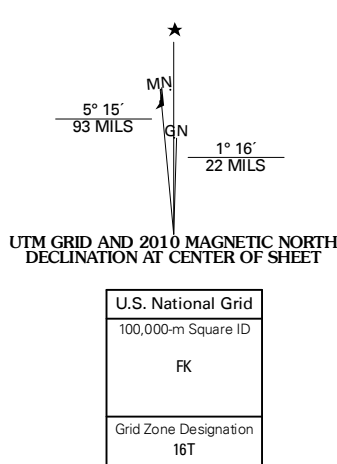 MN
5° 15´
93 MILS
GN
1° 16´
22 MILS
UTM GRID AND 2010 MAGNETIC NORTH
DECLINATION AT CENTER OF SHEET
U.S. National Grid
100,000-m Square ID
FK
Grid Zone Designation
16T